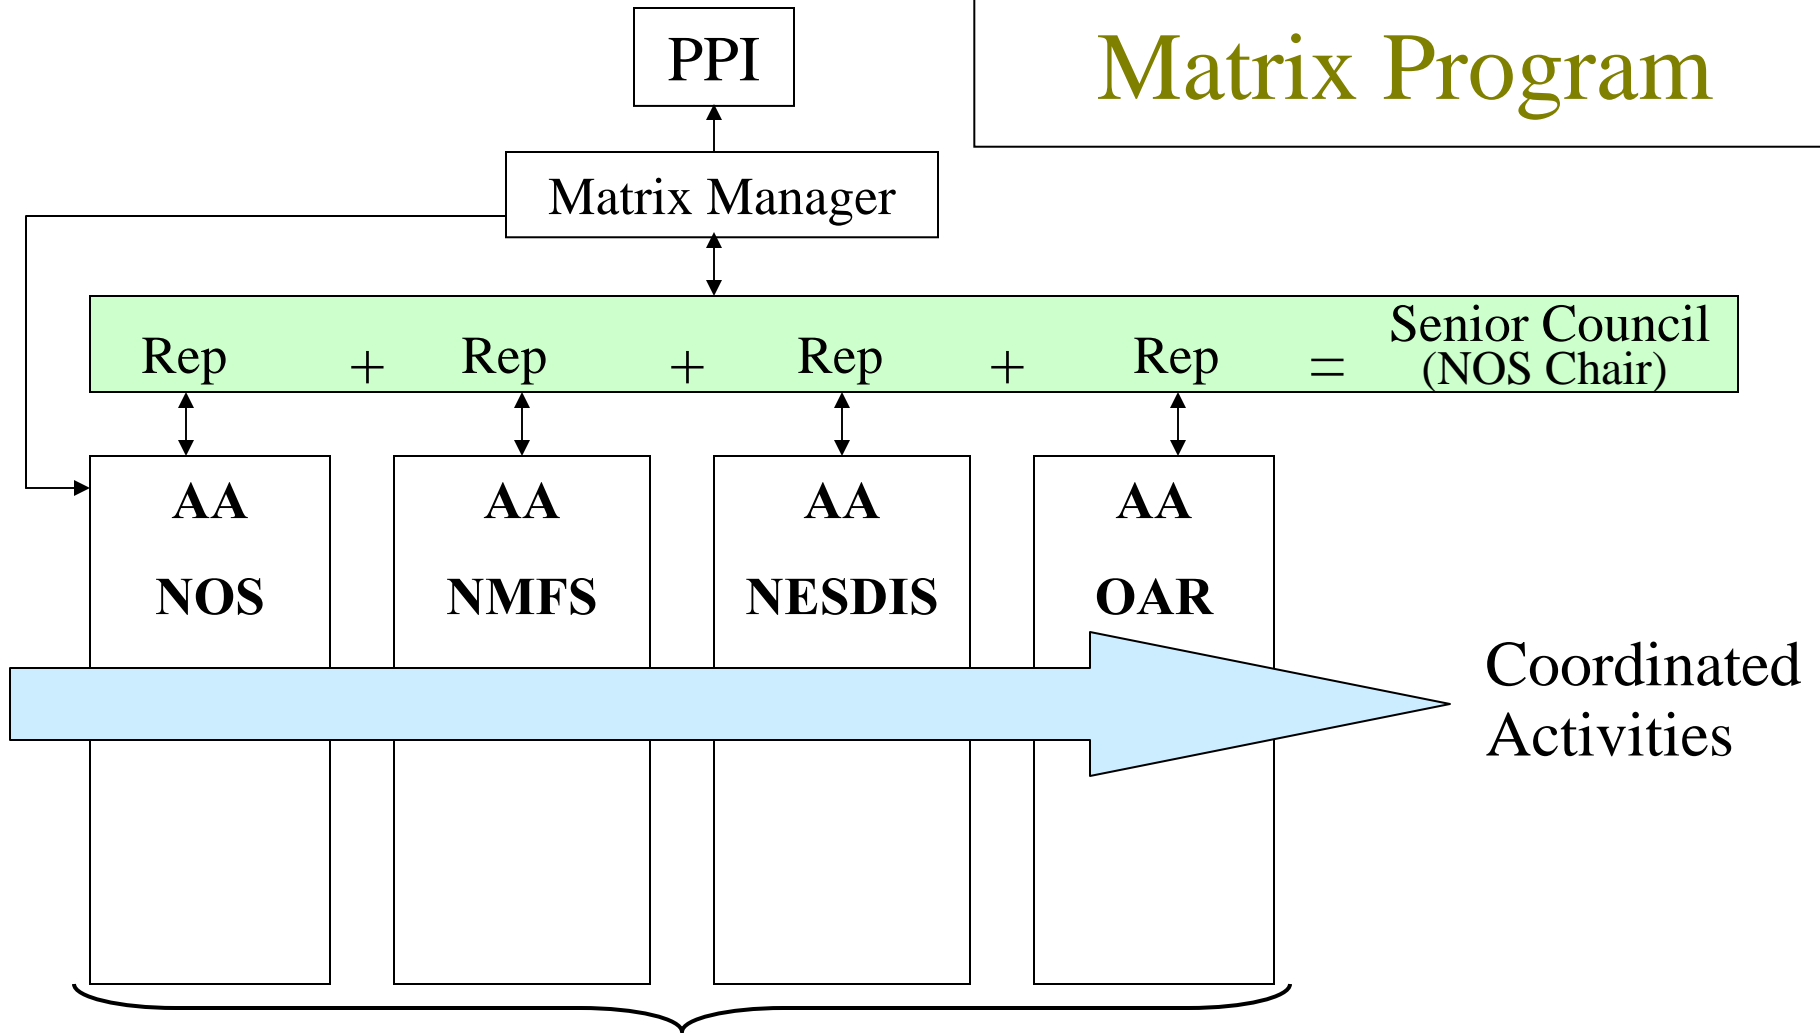 PPI
Matrix Program
Matrix Manager
Rep + Rep + Rep + Rep = Senior Council
(NOS Chair)
AA AA AA AA
NOS NMFS NESDIS OAR
Coordinated
Activities